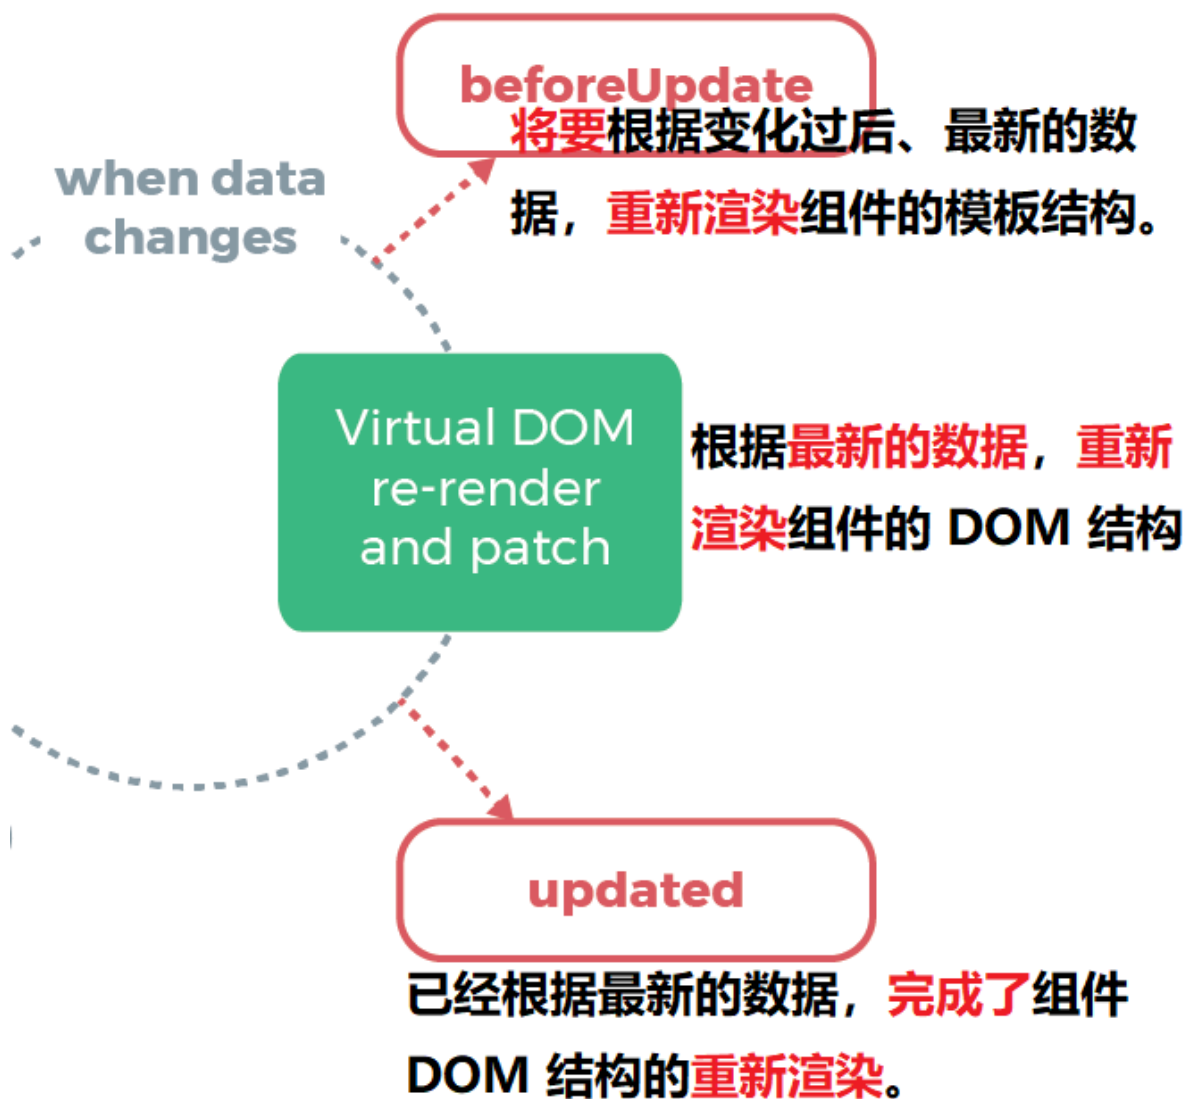 beforeUpdate
将要根据变化过后、最新的数
据，重新渲染组件的模板结构。
when data
changes
Virtual DOM
re-render
and patch
根据最新的数据，重新
渲染组件的 DOM 结构
updated
已经根据最新的数据，完成了组件
DOM 结构的重新渲染。